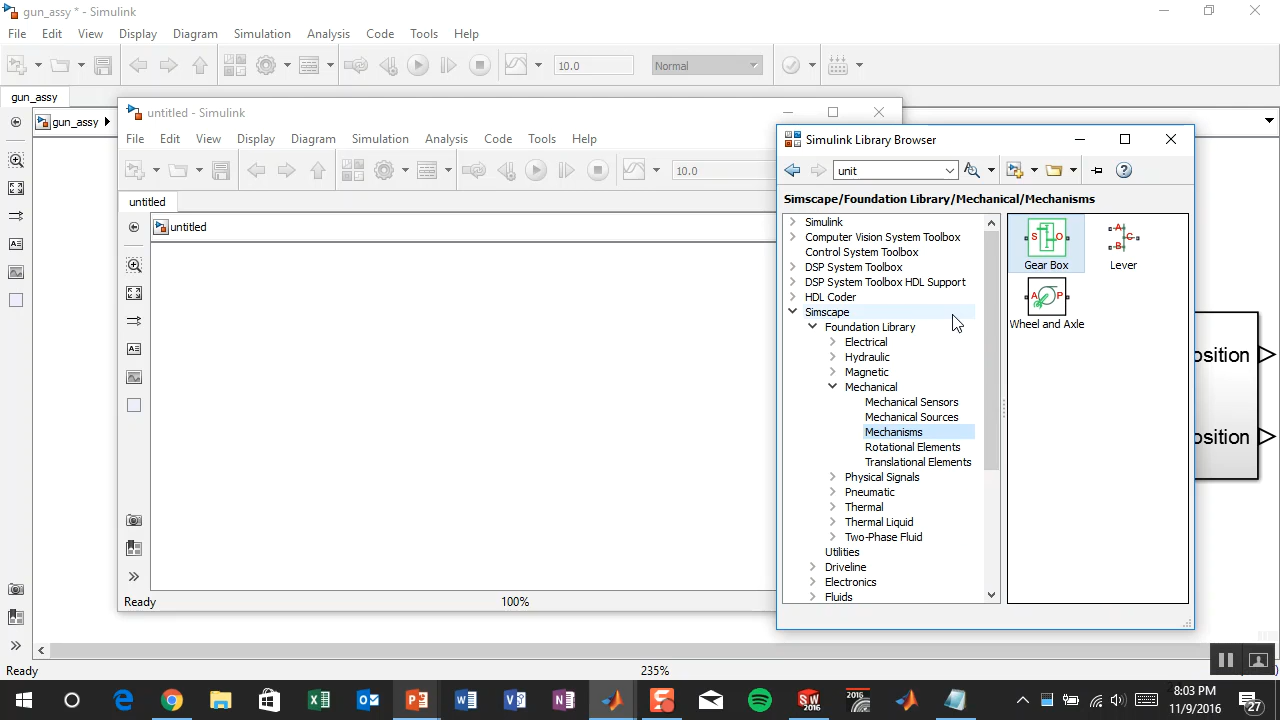 gun_assy * - Simulink
File Edit View Display Diagram Simulation Analysis Code Tools Help
10.0 Normal
gun_assy
gun_assy
untitled - Simulink
File Edit View Display Diagram Simulation Analysis Code Tools Help
10.0
untitled
untitled
Ready 100%
Simulink Library Browser
unit
Simscape/Foundation Library/Mechanical/Mechanisms
Simulink
Computer Vision System Toolbox
Control System Toolbox
DSP System Toolbox
DSP System Toolbox HDL Support
HDL Coder
Simscape
Foundation Library
Electrical
Hydraulic
Magnetic
Mechanical
Mechanical Sensors
Mechanical Sources
Mechanisms
Rotational Elements
Translational Elements
Physical Signals
Pneumatic
Thermal
Thermal Liquid
Two-Phase Fluid
Utilities
Driveline
Electronics
Fluids
S O
Gear Box
A B C
Lever
A P
Wheel and Axle
osition
osition
Ready 235%
8:03 PM
11/9/2016
27
SW 2016
2016